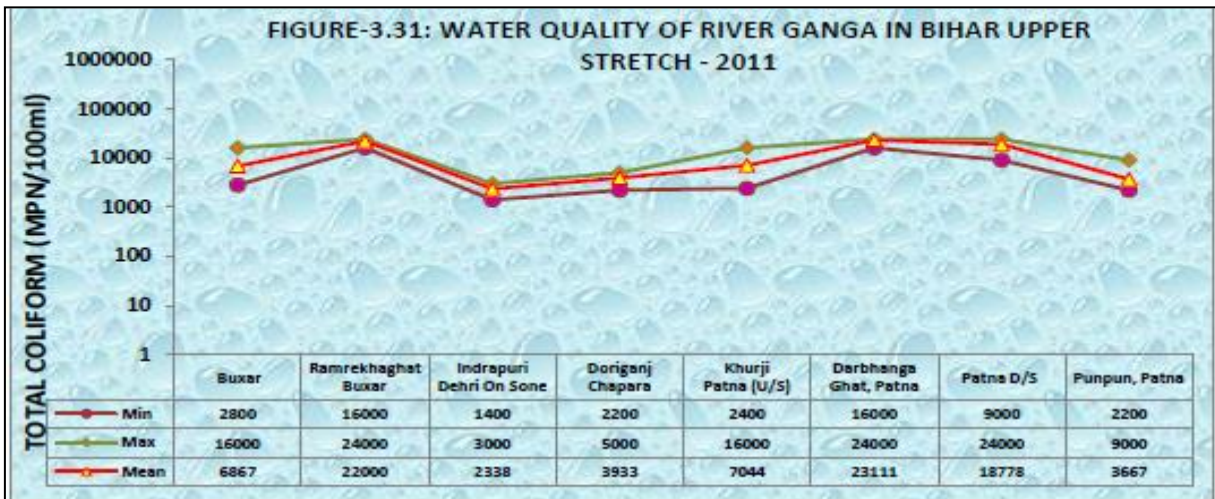 FIGURE-3.31: WATER QUALITY OF RIVER GANGA IN BIHAR UPPER
STRETCH - 2011
TOTAL COLIFORM (MPN/100ml)
1000000
100000
10000
1000
100
10
1
Buxar Ramrekhaghat Indrapuri Doriganj Khurji Darbhanga Patna D/S Punpun, Patna
Buxar Dehri On Sone Chapara Patna (U/S) Ghat, Patna
Min 2800 16000 1400 2200 2400 16000 9000 2200
Max 16000 24000 3000 5000 16000 24000 24000 9000
Mean 6867 22000 2338 3933 7044 23111 18778 3667